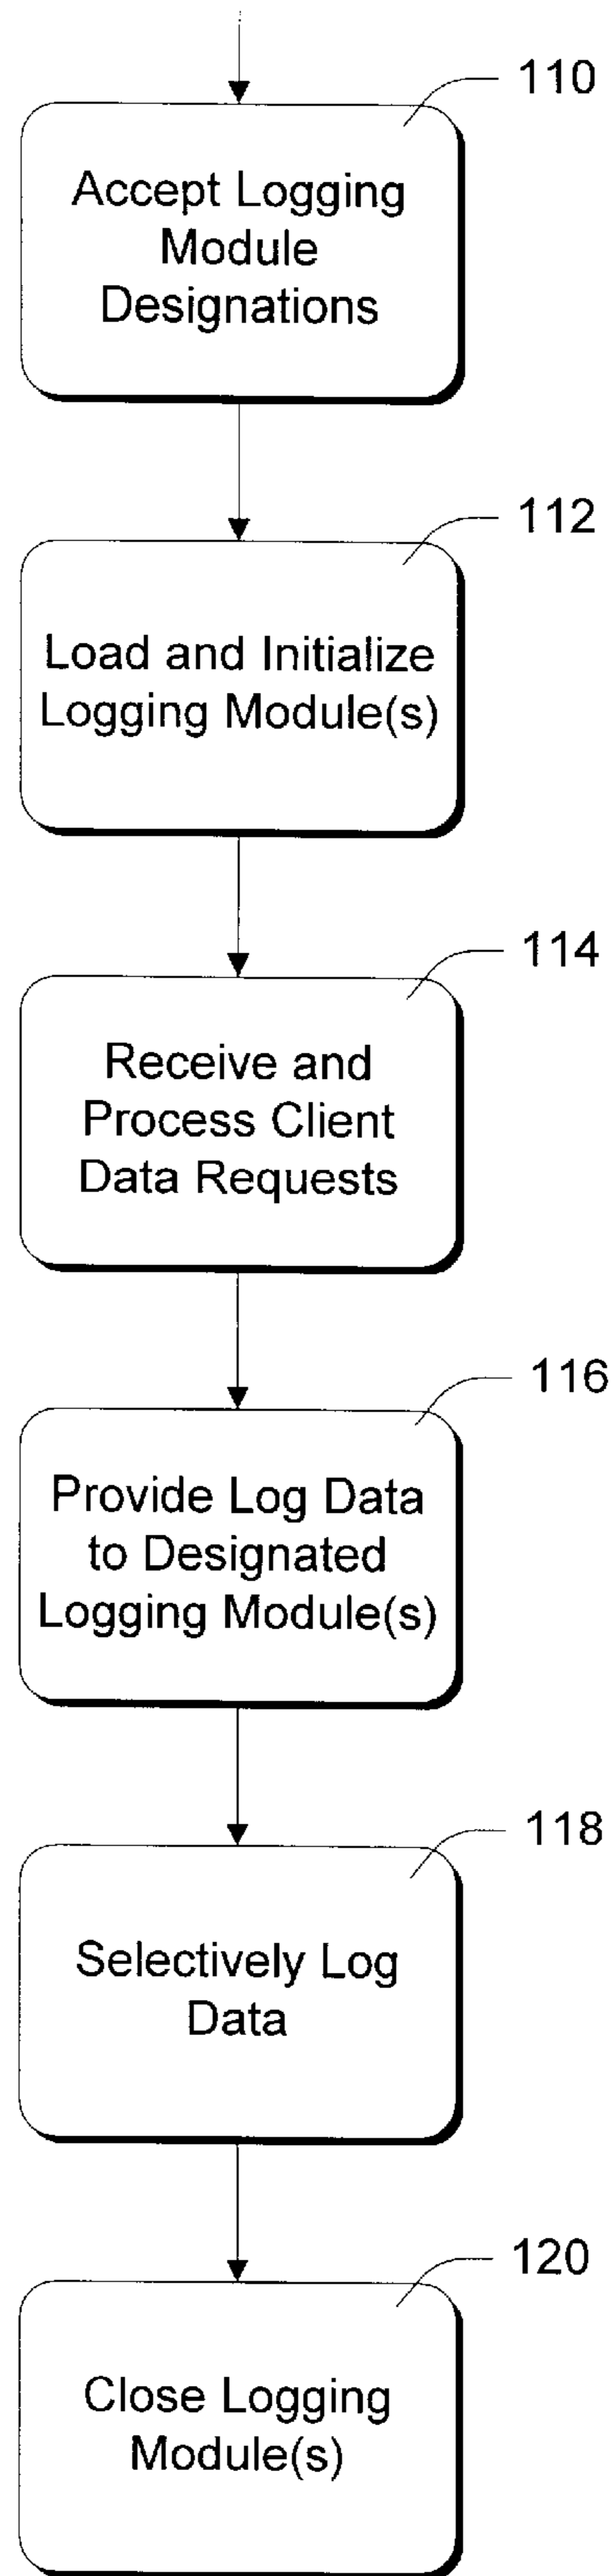 110
Accept Logging
Module
Designations
112
Load and Initialize
Logging Module(s)
114
Receive and
Process Client
Data Requests
116
Provide Log Data
to Designated
Logging Module(s)
118
Selectively Log
Data
120
Close Logging
Module(s)